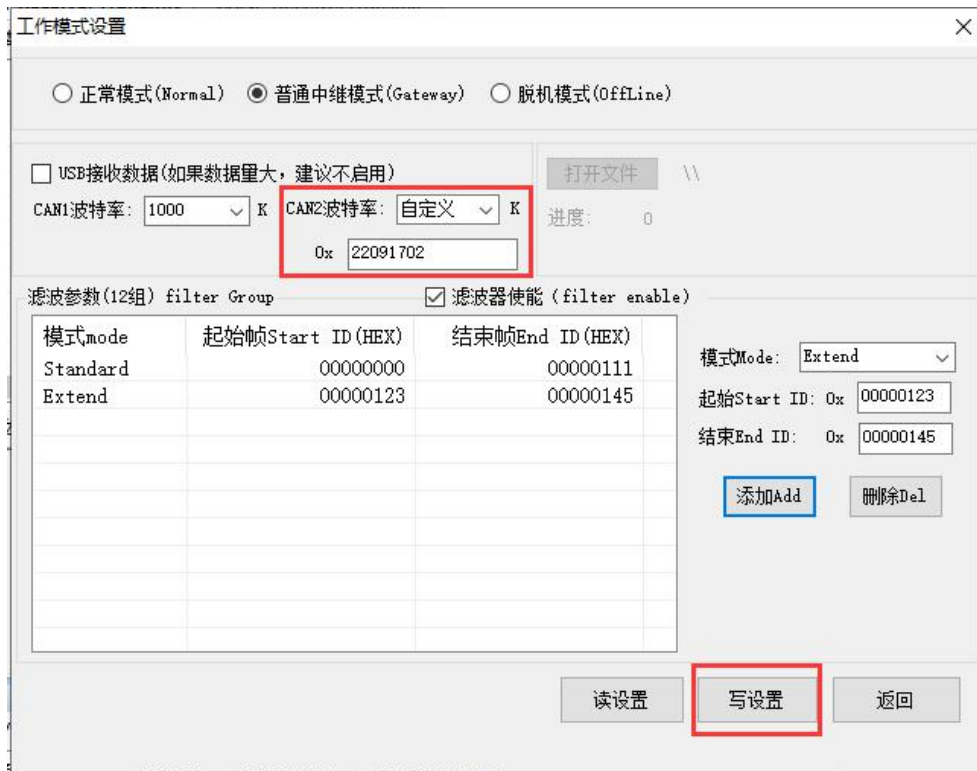 工作模式设置
正常模式(Normal) 普通中继模式(Gateway) 脱机模式(OffLine)
USB接收数据(如果数据量大，建议不启用)
CAN1波特率: 1000 K CAN2波特率: 自定义 K
0x 22091702
打开文件 \\
进度: 0
滤波参数(12组) filter Group 滤波器使能 (filter enable)
模式mode 起始帧Start ID(HEX) 结束帧End ID(HEX)
Standard 00000000 00000111
Extend 00000123 00000145
模式Mode: Extend
起始Start ID: 0x 00000123
结束End ID: 0x 00000145
添加Add 删除Del
读设置 写设置 返回